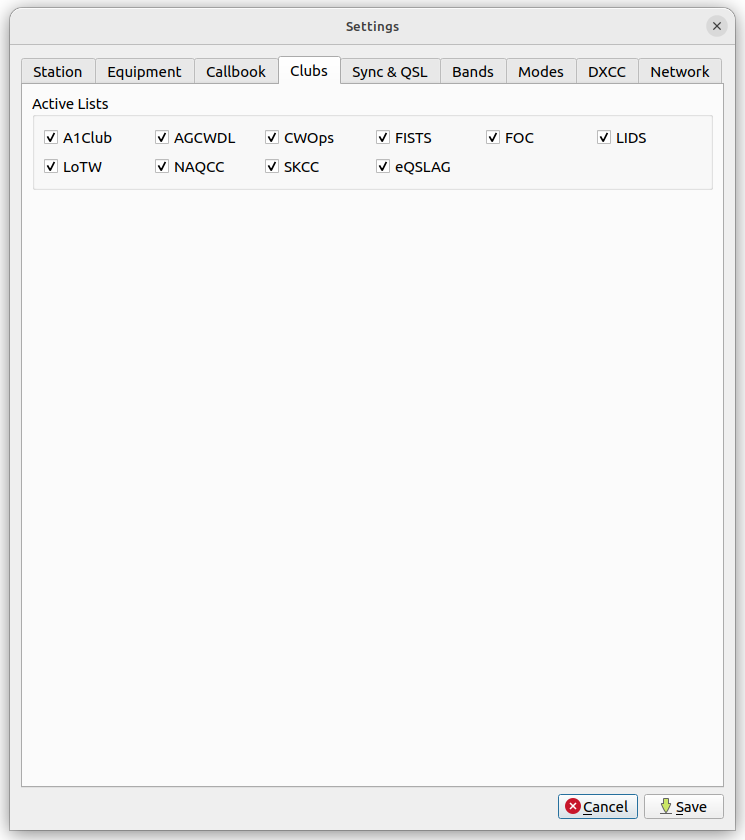 Settings
Station Equipment Callbook Clubs Sync & QSL Bands Modes DXCC Network
Active Lists
A1Club AGCWDL CWOps FISTS FOC LIDS
LoTW NAQCC SKCC eQSLAG
Cancel Save